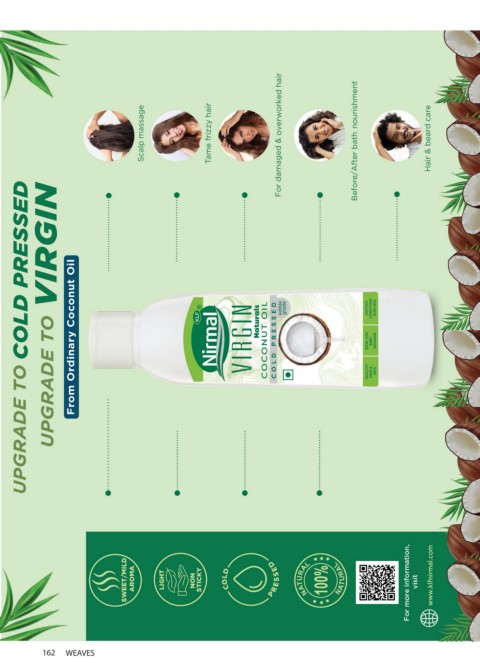 UPGRADE TO COLD PRESSED
UPGRADE TO VIRGIN
From Ordinary Coconut Oil
Scalp massage
Tame frizzy hair
For damaged & overworked hair
Before/After bath nourishment
Hair & beard care
KLF
Nirmal
VIRGIN
Naturals
COCONUT OIL
COLD PRESSED
SWEET/MILD
AROMA
LIGHT
NON
STICKY
COLD
PRESSED
NATURAL
100%
NATURAL
For more information,
visit
www.klfnirmal.com
162 WEAVES